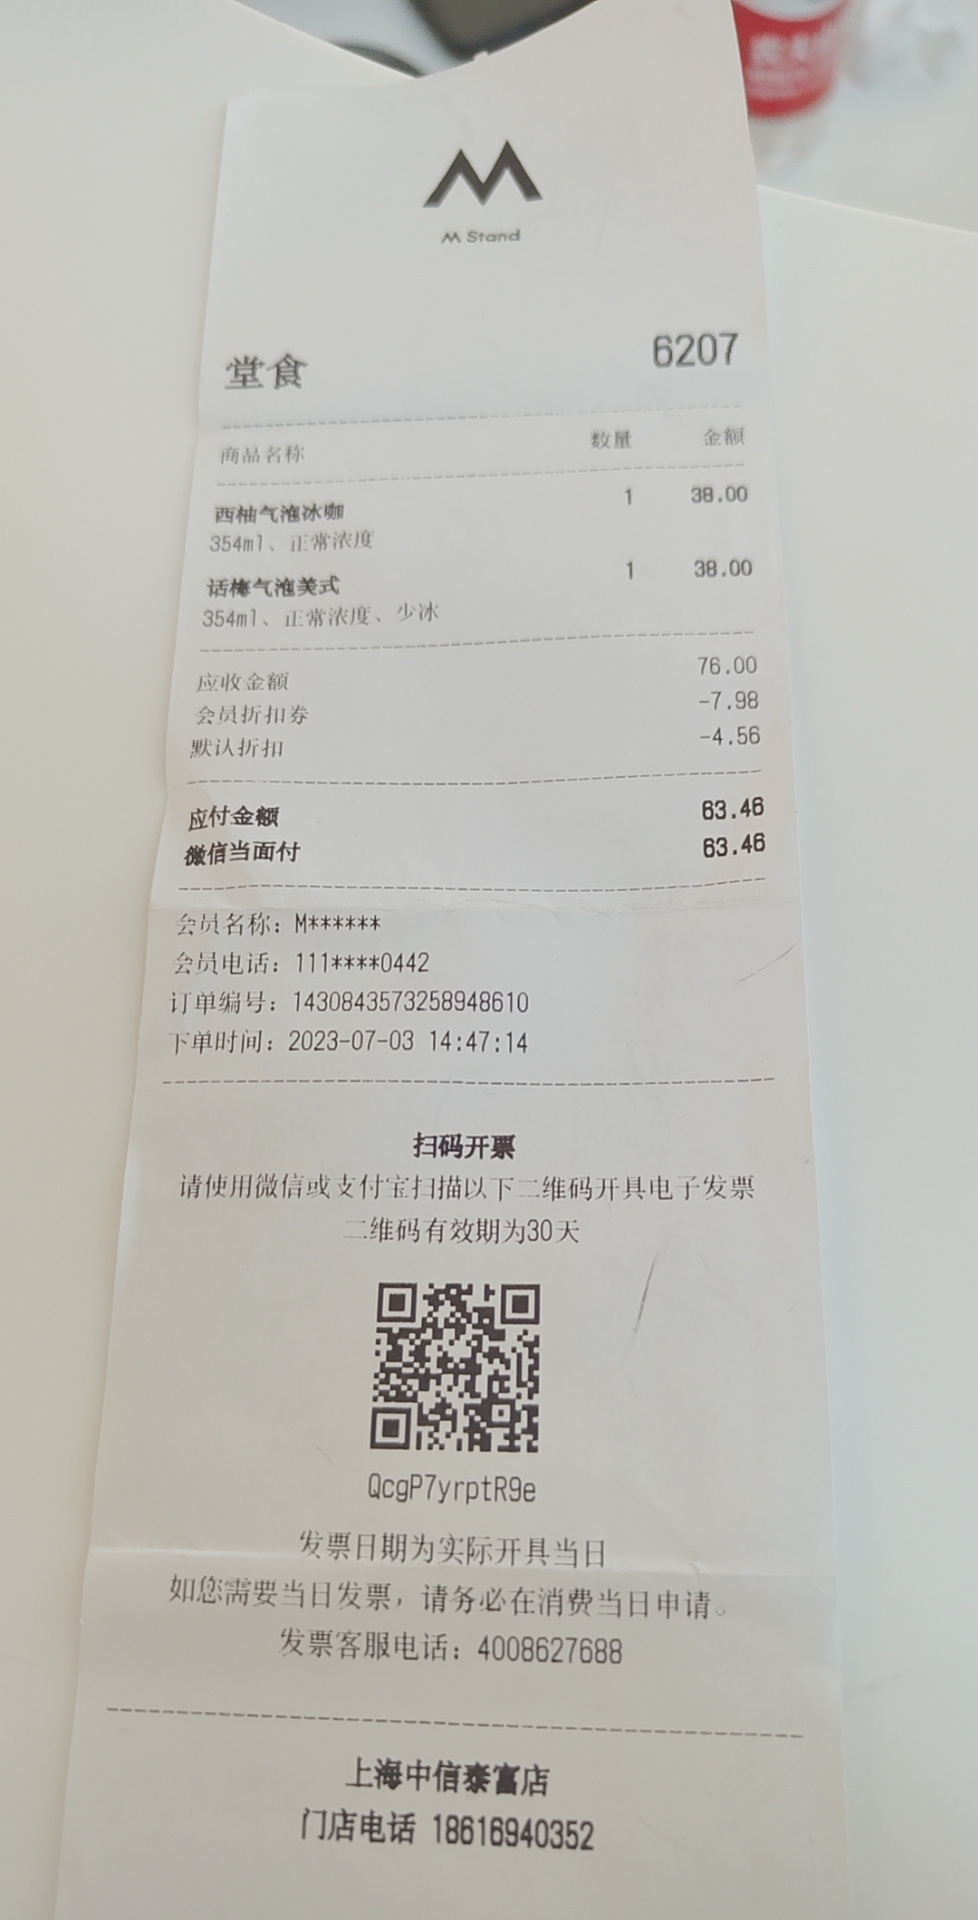 M Stand
堂食 6207
商品名称 数量 金额
西柚气泡冰咖 1 38.00
354ml、正常浓度
话梅气泡美式 1 38.00
354ml、正常浓度、少冰
应收金额 76.00
会员折扣券 -7.98
默认折扣 -4.56
应付金额 63.46
微信当面付 63.46
会员名称：M******
会员电话：111****0442
订单编号：1430843573258948610
下单时间：2023-07-03 14:47:14
扫码开票
请使用微信或支付宝扫描以下二维码开具电子发票
二维码有效期为30天
QcgP7yrptR9e
发票日期为实际开具当日
如您需要当日发票，请务必在消费当日申请。
发票客服电话：4008627688
上海中信泰富店
门店电话 18616940352